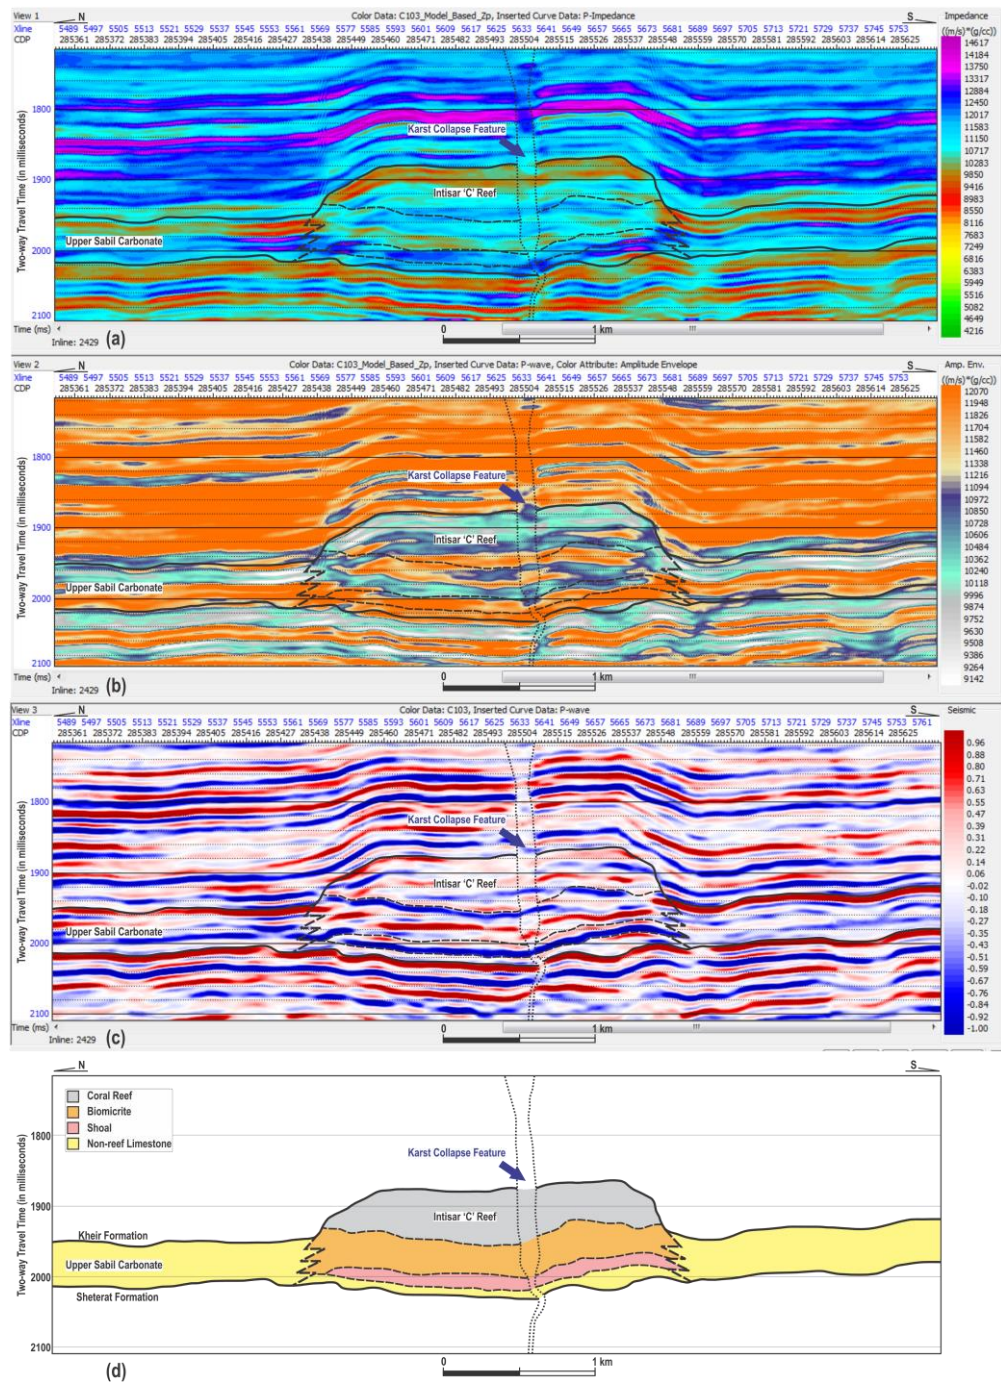 View 1 N Color Data: C103_Model_Based_Zp, Inserted Curve Data: P-Impedance S Impedance
Xline 5489 5497 5505 5513 5521 5529 5537 5545 5553 5561 5569 5577 5585 5593 5601 5609 5617 5625 5633 5641 5649 5657 5665 5673 5681 5689 5697 5705 5713 5721 5729 5737 5745 5753 ((m/s)*(g/cc))
CDP 285361 285372 285383 285394 285405 285416 285427 285438 285449 285460 285471 285482 285493 285504 285515 285526 285537 285548 285559 285570 285581 285592 285603 285614 285625
14617
14184
13750
13317
12884
12450
12017
11584
11150
10717
10283
9850
9416
8983
8550
8116
7683
7249
6816
6383
5949
5516
5082
4649
4216
Two-way Travel Time (in milliseconds)
1800
Karst Collapse Feature
1900
Intisar 'C' Reef
Upper Sabil Carbonate
2000
2100
Time (ms)
Inline: 2429
(a)
0 1 km
View 2 N Color Data: C103_Model_Based_Zp, Inserted Curve Data: P-wave, Color Attribute: Amplitude Envelope S Amp. Env.
Xline 5489 5497 5505 5513 5521 5529 5537 5545 5553 5561 5569 5577 5585 5593 5601 5609 5617 5625 5633 5641 5649 5657 5665 5673 5681 5689 5697 5705 5713 5721 5729 5737 5745 5753 ((m/s)*(g/cc))
CDP 285361 285372 285383 285394 285405 285416 285427 285438 285449 285460 285471 285482 285493 285504 285515 285526 285537 285548 285559 285570 285581 285592 285603 285614 285625
12070
11948
11826
11704
11582
11460
11338
11216
11094
10972
10850
10728
10606
10484
10362
10240
10118
9996
9874
9752
9630
9508
9386
9264
9142
Two-way Travel Time (in milliseconds)
1800
Karst Collapse Feature
1900
Intisar 'C' Reef
Upper Sabil Carbonate
2000
2100
Time (ms)
Inline: 2429
(b)
0 1 km
View 3 N Color Data: C103, Inserted Curve Data: P-wave S Seismic
Xline 5489 5497 5505 5513 5521 5529 5537 5545 5553 5561 5569 5577 5585 5593 5601 5609 5617 5625 5633 5641 5649 5657 5665 5673 5681 5689 5697 5705 5713 5721 5729 5737 5745 5753 5761
CDP 285361 285372 285383 285394 285405 285416 285427 285438 285449 285460 285471 285482 285493 285504 285515 285526 285537 285548 285559 285570 285581 285592 285603 285614 285625
0.96
0.88
0.80
0.71
0.63
0.55
0.47
0.39
0.31
0.22
0.14
0.06
-0.02
-0.10
-0.18
-0.27
-0.35
-0.43
-0.51
-0.59
-0.67
-0.76
-0.84
-0.92
-1.00
Two-way Travel Time (in milliseconds)
1800
Karst Collapse Feature
1900
Intisar 'C' Reef
Upper Sabil Carbonate
2000
2100
Time (ms)
Inline: 2429
(c)
0 1 km
N S
Coral Reef
Biomicrite
Shoal
Non-reef Limestone
Two-way Travel Time (in milliseconds)
1800
Karst Collapse Feature
1900
Intisar 'C' Reef
Kheir Formation
Upper Sabil Carbonate
2000
Sheterat Formation
2100
(d)
0 1 km